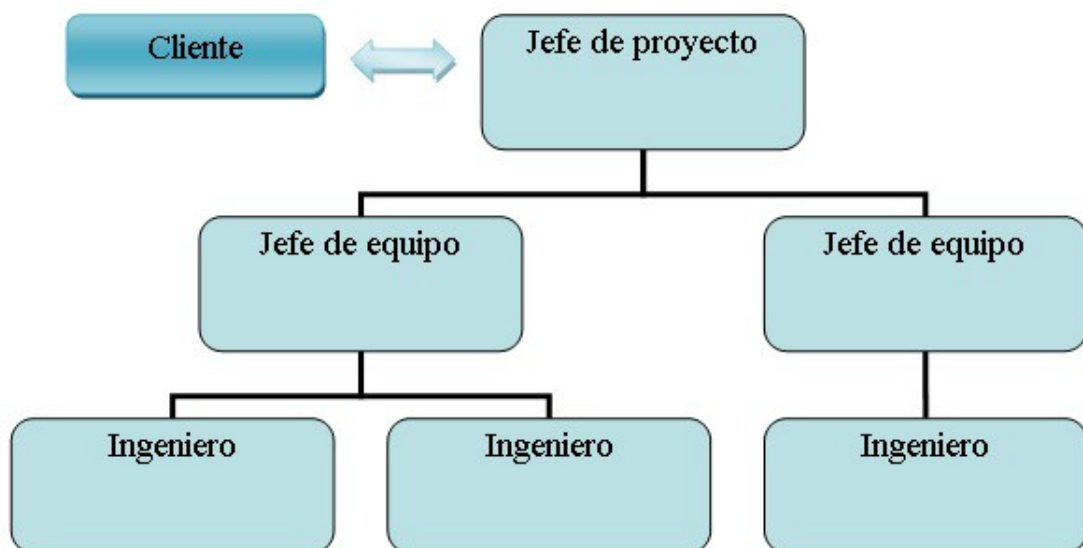 Cliente
Jefe de proyecto
Jefe de equipo
Jefe de equipo
Ingeniero
Ingeniero
Ingeniero